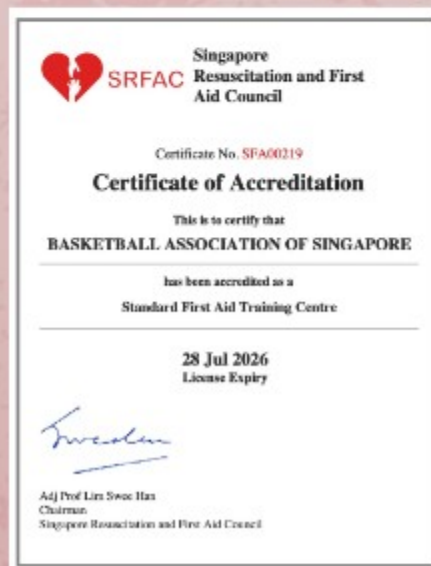 SRFAC
Singapore
Resuscitation and First
Aid Council
Certificate No. SFA00219
Certificate of Accreditation
This is to certify that
BASKETBALL ASSOCIATION OF SINGAPORE
has been accredited as a
Standard First Aid Training Centre
28 Jul 2026
License Expiry
Adj Prof Lim Swee Han
Chairman
Singapore Resuscitation and First Aid Council